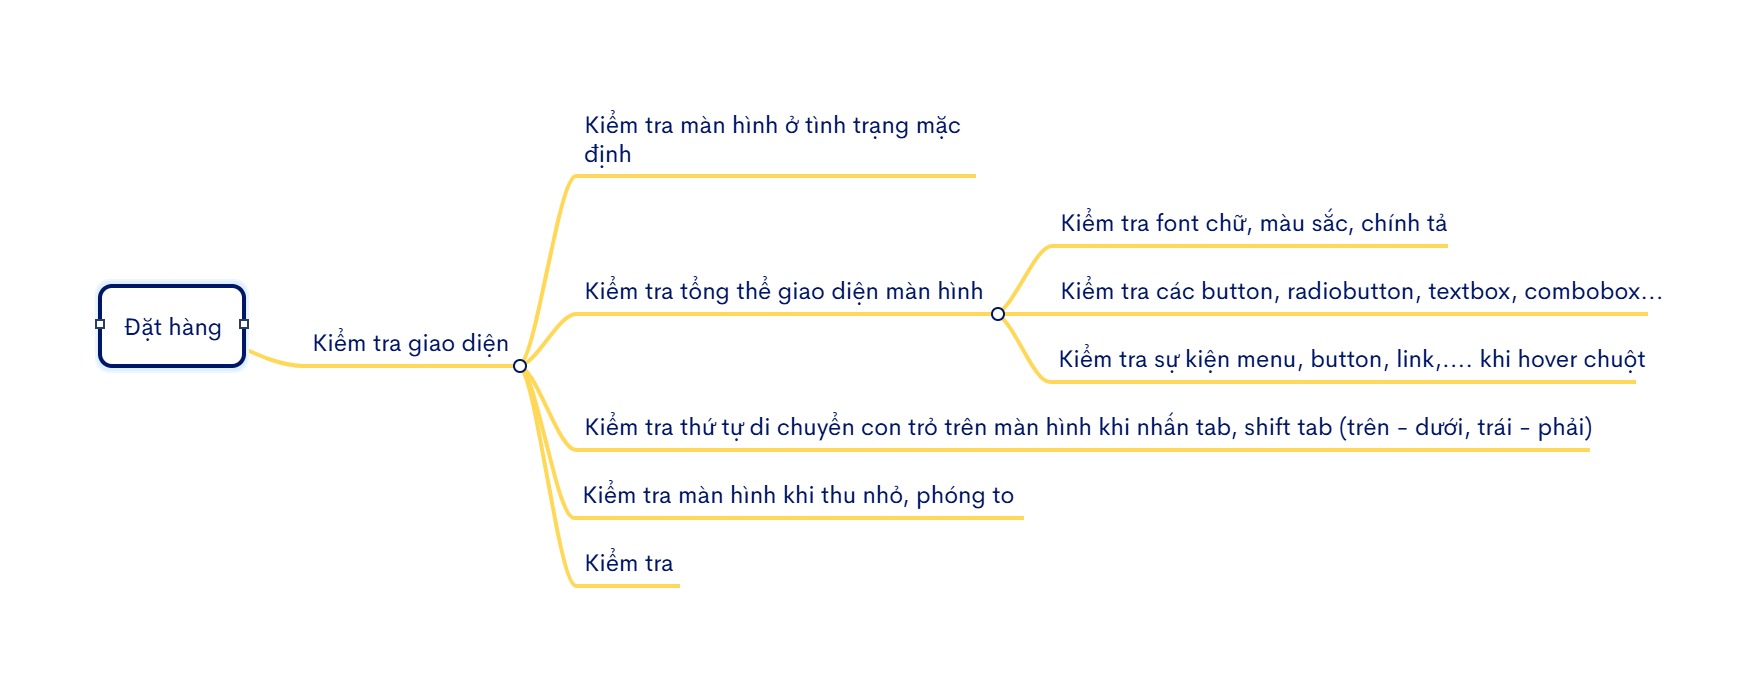 Kiểm tra màn hình ở tình trạng mặc
định
Kiểm tra font chữ, màu sắc, chính tả
Kiểm tra tổng thể giao diện màn hình
Kiểm tra các button, radiobutton, textbox, combobox...
Đặt hàng
Kiểm tra giao diện
Kiểm tra sự kiện menu, button, link,.... khi hover chuột
Kiểm tra thứ tự di chuyển con trỏ trên màn hình khi nhấn tab, shift tab (trên - dưới, trái - phải)
Kiểm tra màn hình khi thu nhỏ, phóng to
Kiểm tra